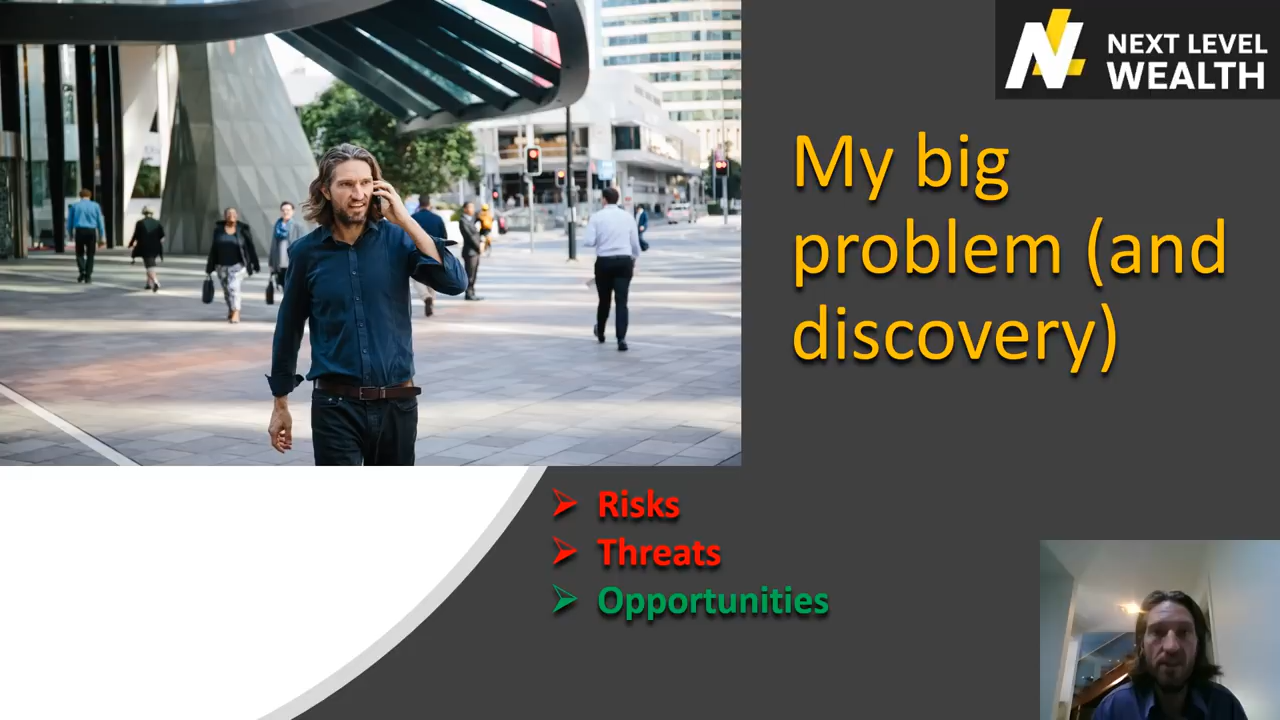 NEXT LEVEL
WEALTH
My big
problem (and
discovery)
Risks
Threats
Opportunities